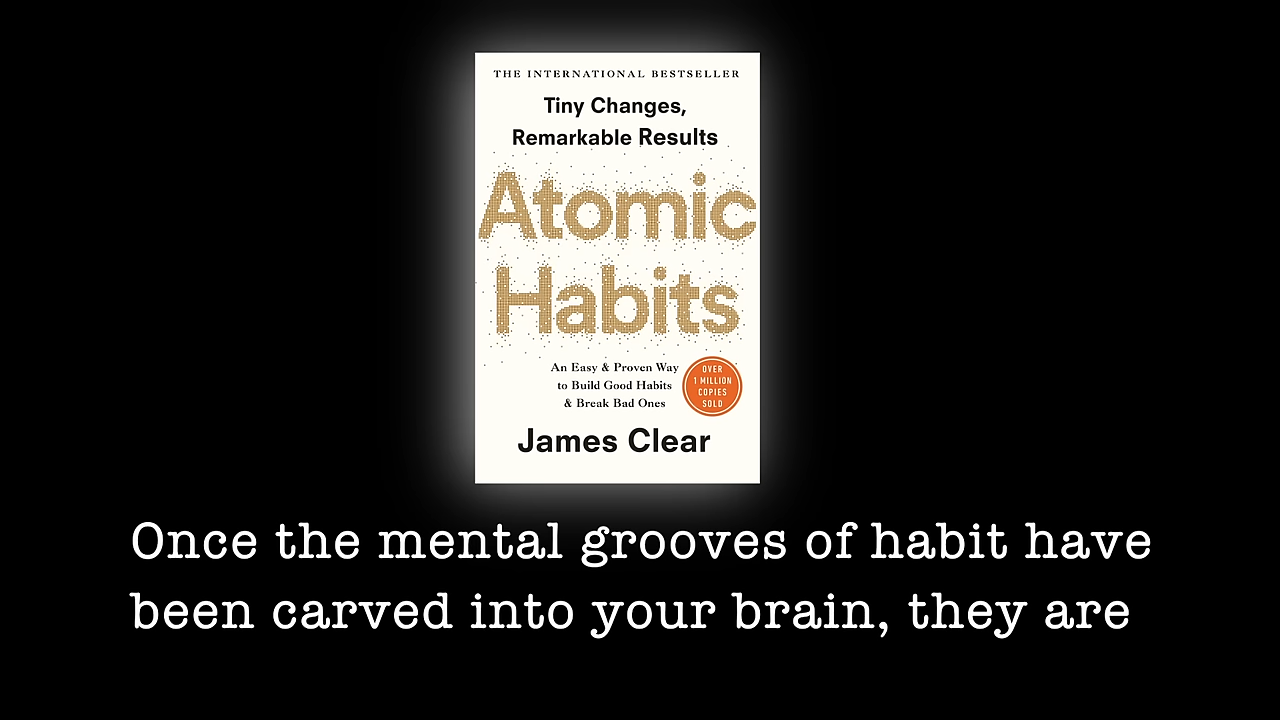 THE INTERNATIONAL BESTSELLER
Tiny Changes,
Remarkable Results
Atomic
Habits
An Easy & Proven Way
to Build Good Habits
& Break Bad Ones
OVER
1 MILLION
COPIES
SOLD
James Clear
Once the mental grooves of habit have
been carved into your brain, they are